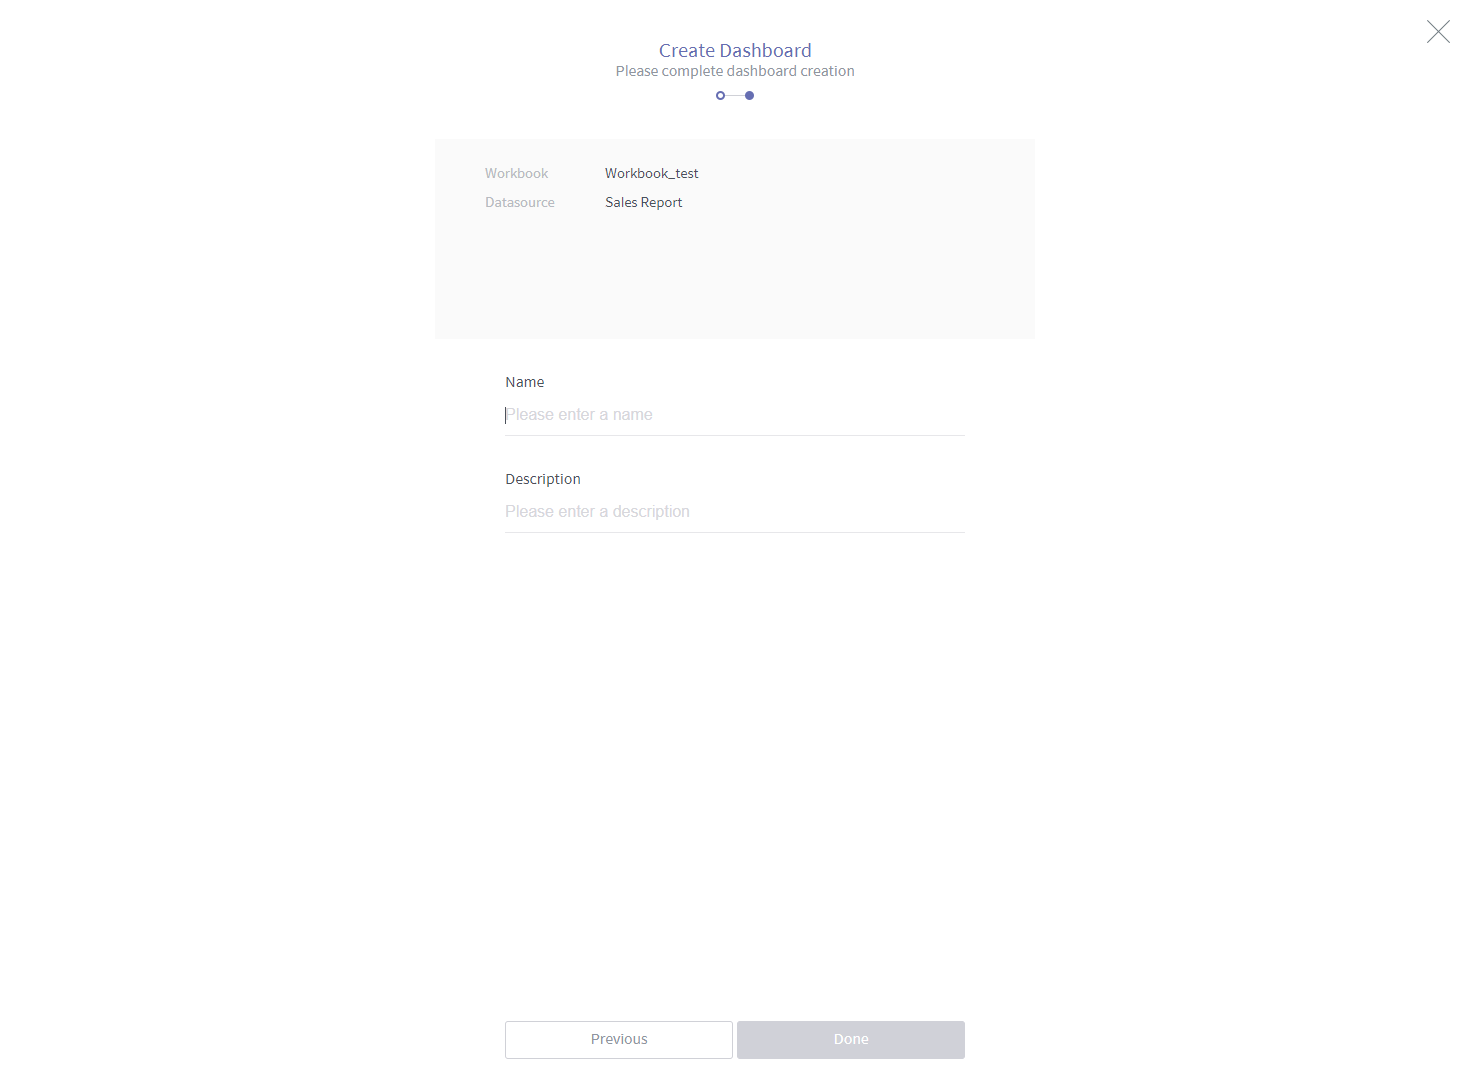 Create Dashboard
Please complete dashboard creation
Workbook Workbook_test
Datasource Sales Report
Name
Please enter a name
Description
Please enter a description
Previous Done